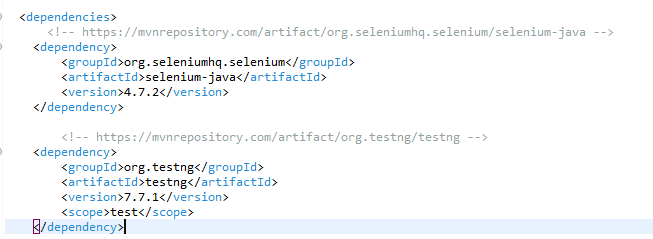 <dependencies>
<!-- https://mvnrepository.com/artifact/org.seleniumhq.selenium/selenium-java -->
<dependency>
<groupId>org.seleniumhq.selenium</groupId>
<artifactId>selenium-java</artifactId>
<version>4.7.2</version>
</dependency>
<!-- https://mvnrepository.com/artifact/org.testng/testng -->
<dependency>
<groupId>org.testng</groupId>
<artifactId>testng</artifactId>
<version>7.7.1</version>
<scope>test</scope>
</dependency>